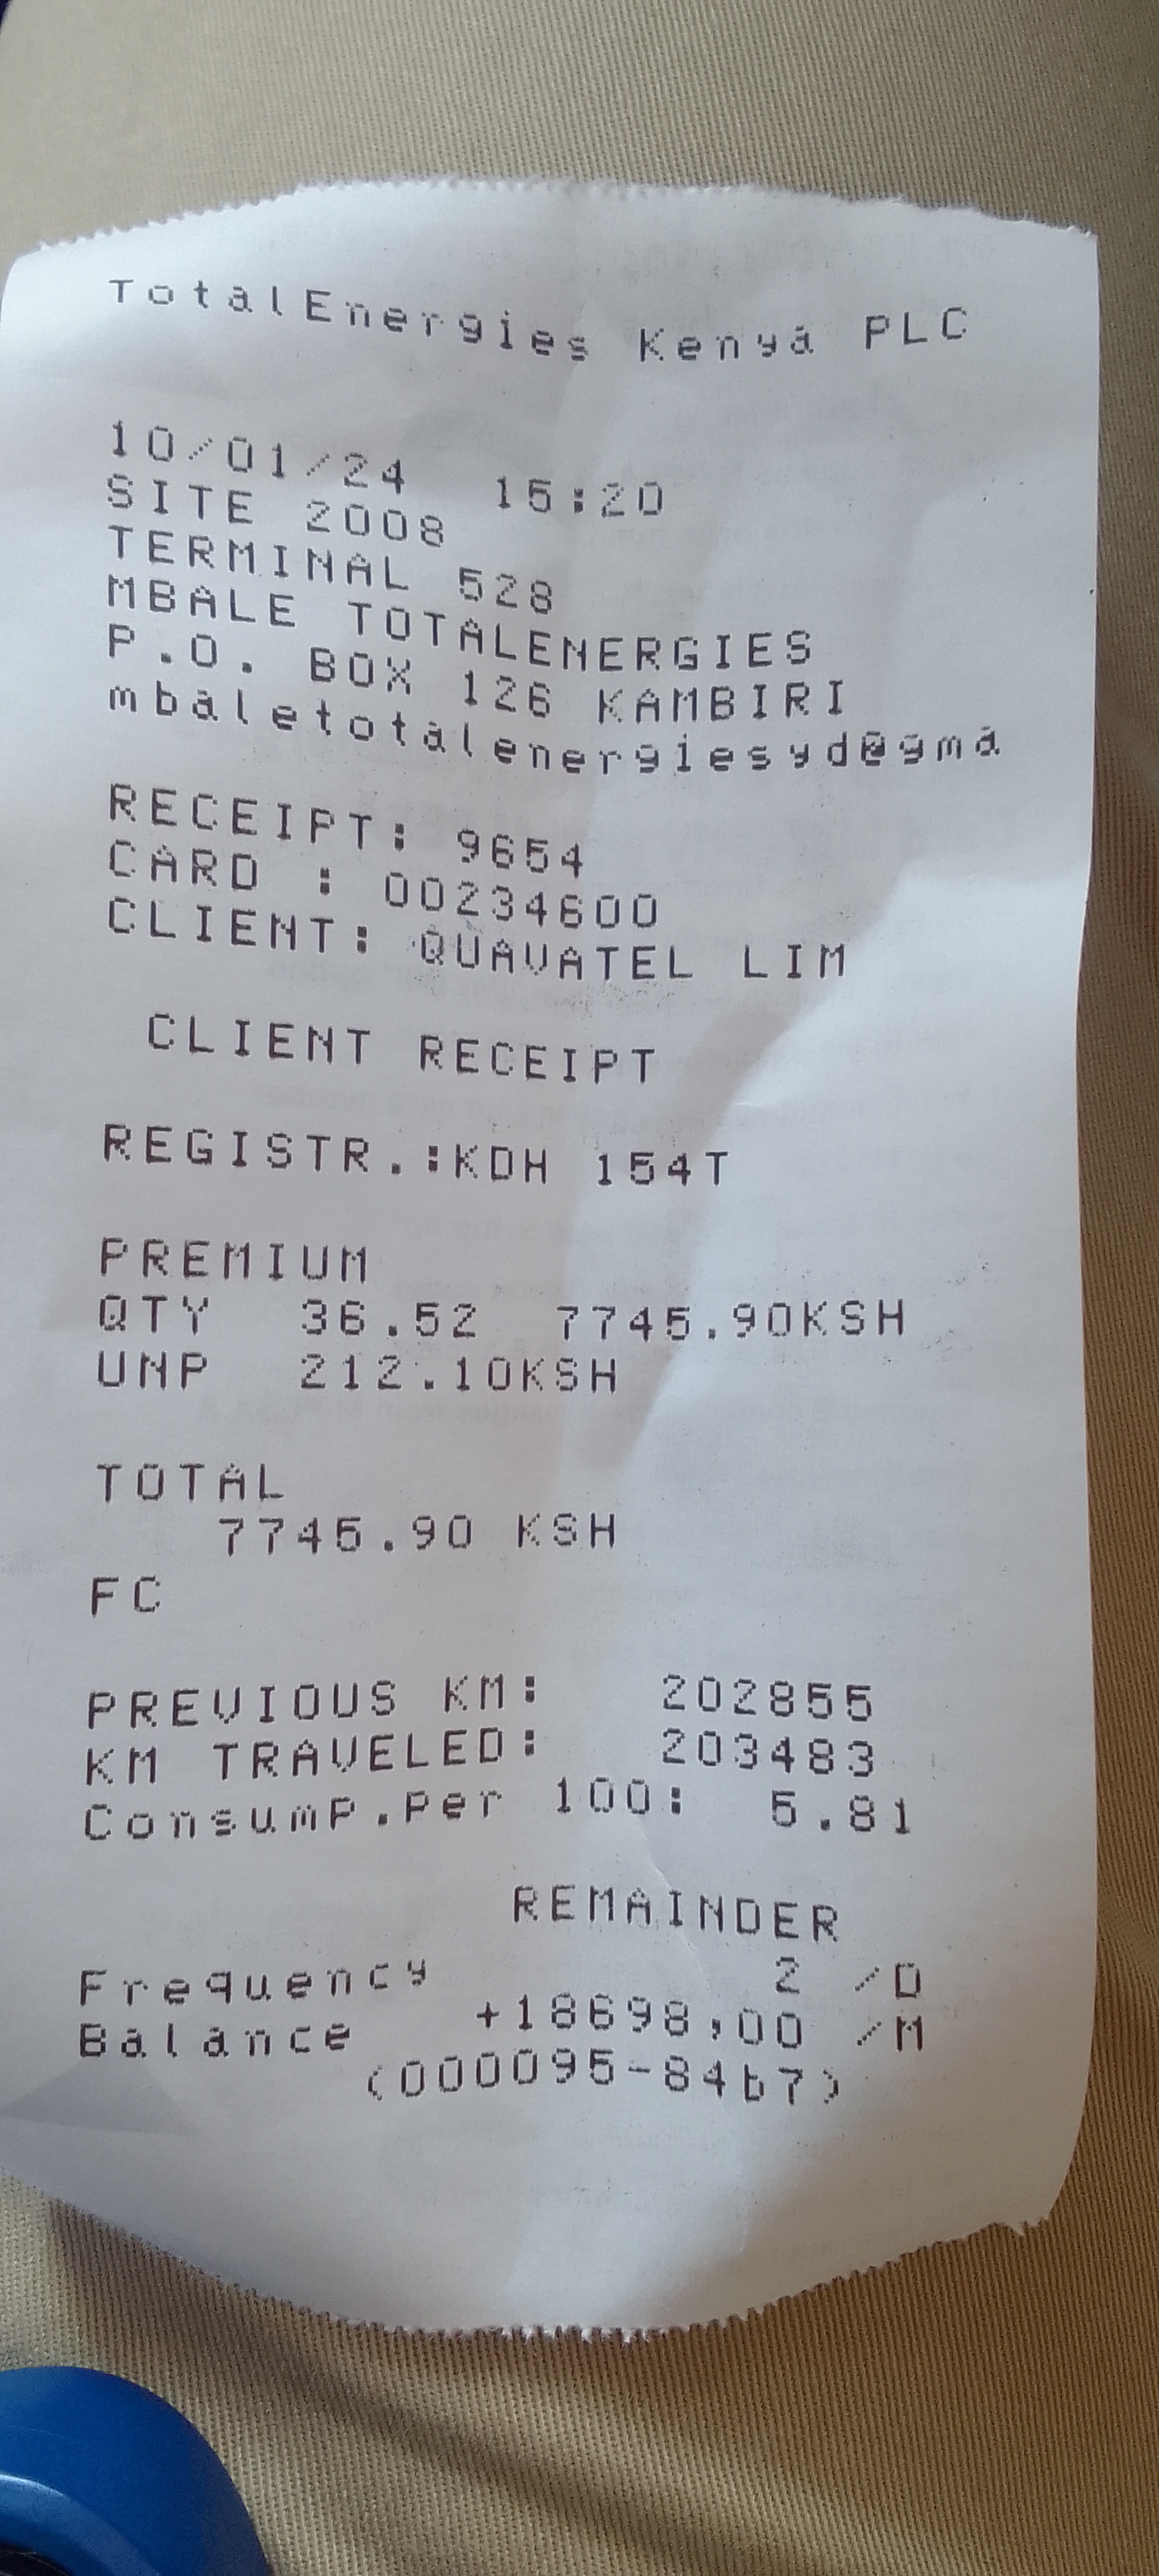 TotalEnergies Kenya PLC
10/01/24 15:20
SITE 2008
TERMINAL 528
MBALE TOTALENERGIES
P.O. BOX 126 KAMBIRI
mbaletotalenergiesyd@gma
RECEIPT: 9654
CARD : 00234600
CLIENT: QUAVATEL LIM
CLIENT RECEIPT
REGISTR.:KDH 154T
PREMIUM
QTY 36.52 7745.90KSH
UNP 212.10KSH
TOTAL
7745.90 KSH
FC
PREVIOUS KM: 202855
KM TRAVELED: 203483
Consump.Per 100: 5.81
REMAINDER
Frequency 2 /D
Balance +18698,00 /M
(000095-84b7)